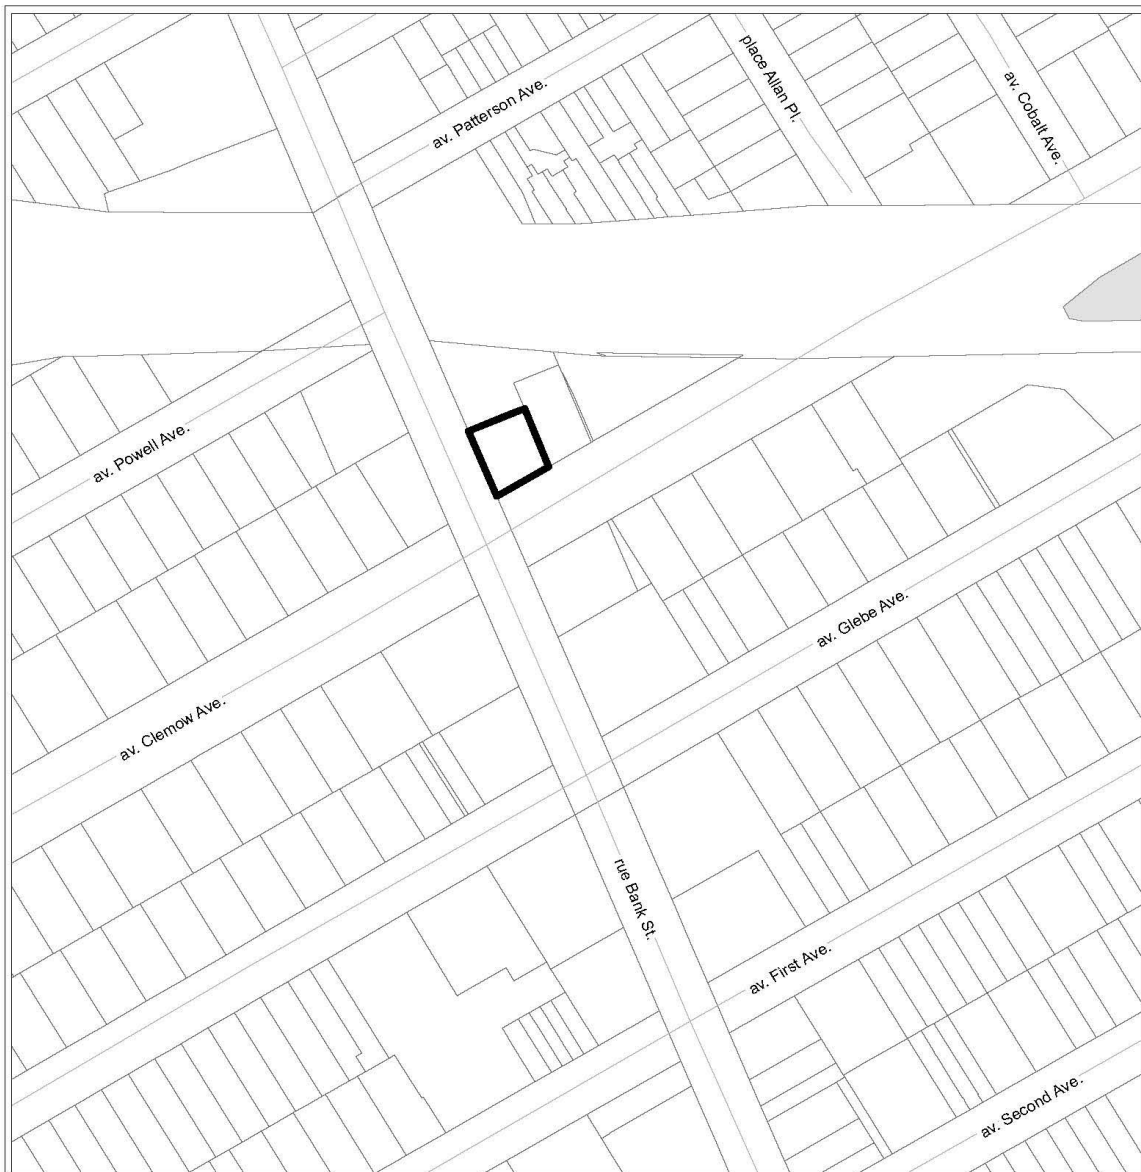 place Allan Pl.
av. Cobalt Ave.
av. Patterson Ave.
av. Powell Ave.
av. Glebe Ave.
av. Clemow Ave.
rue Bank St.
av. First Ave.
av. Second Ave.